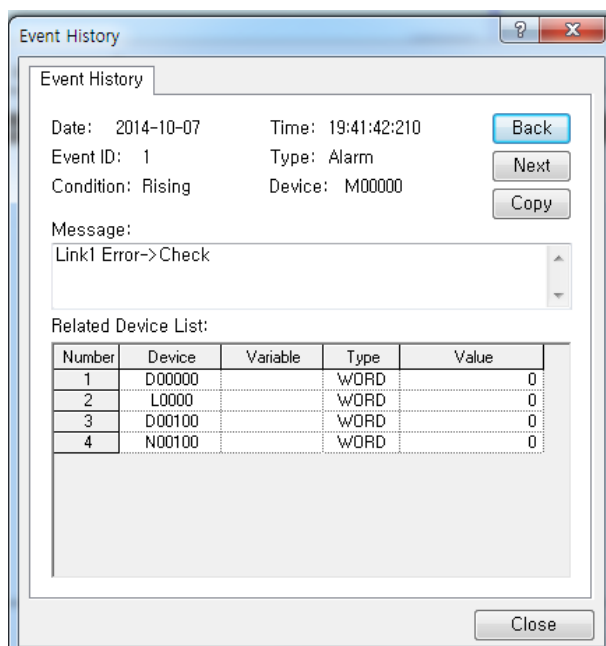 Event History
?
X
Event History
Date: 2014-10-07 Time: 19:41:42:210 Back
Event ID: 1 Type: Alarm Next
Condition: Rising Device: M00000 Copy
Message:
Link1 Error->Check
Related Device List:
Number Device Variable Type Value
1 D00000 WORD 0
2 L0000 WORD 0
3 D00100 WORD 0
4 N00100 WORD 0
Close